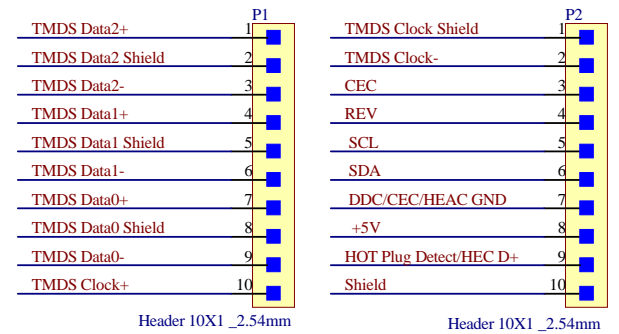 P1
TMDS Data2+ 1
TMDS Data2 Shield 2
TMDS Data2- 3
TMDS Data1+ 4
TMDS Data1 Shield 5
TMDS Data1- 6
TMDS Data0+ 7
TMDS Data0 Shield 8
TMDS Data0- 9
TMDS Clock+ 10
Header 10X1 _2.54mm
P2
TMDS Clock Shield 1
TMDS Clock- 2
CEC 3
REV 4
SCL 5
SDA 6
DDC/CEC/HEAC GND 7
+5V 8
HOT Plug Detect/HEC D+ 9
Shield 10
Header 10X1 _2.54mm